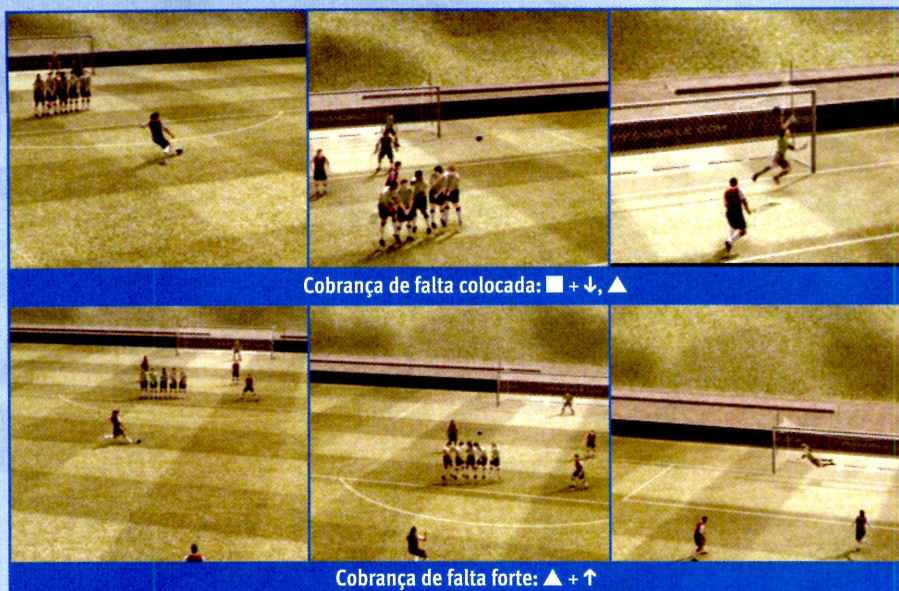 Cobrança de falta colocada: ■ + ↓, ▲
Cobrança de falta forte: ▲ + ↑